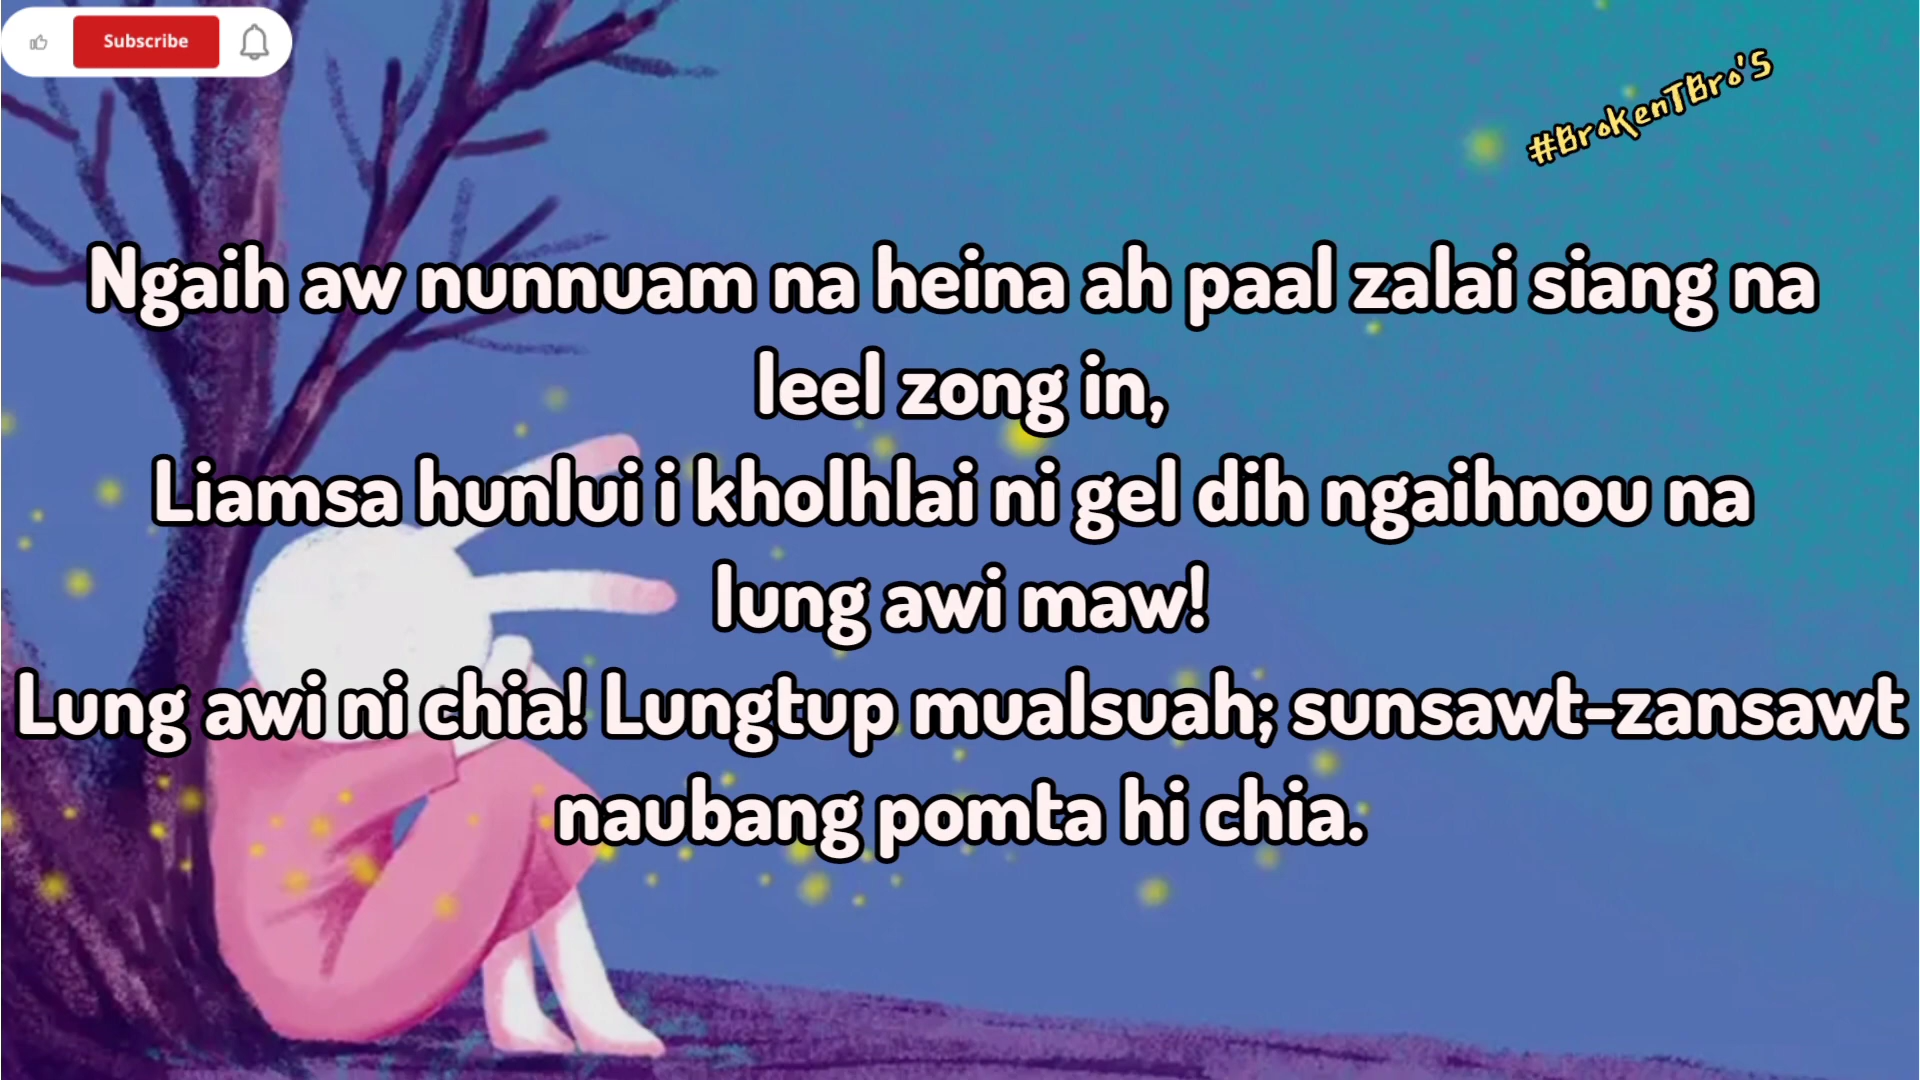 Subscribe
#BrokenTBro'S
Ngaih aw nunnuam na heina ah paal zalai siang na
leel zong in,
Liamsa hunlui i kholhlai ni gel dih ngaihnou na
lung awi maw!
Lung awi ni chia! Lungtup mualsuah; sunsawt-zansawt
naubang pomta hi chia.